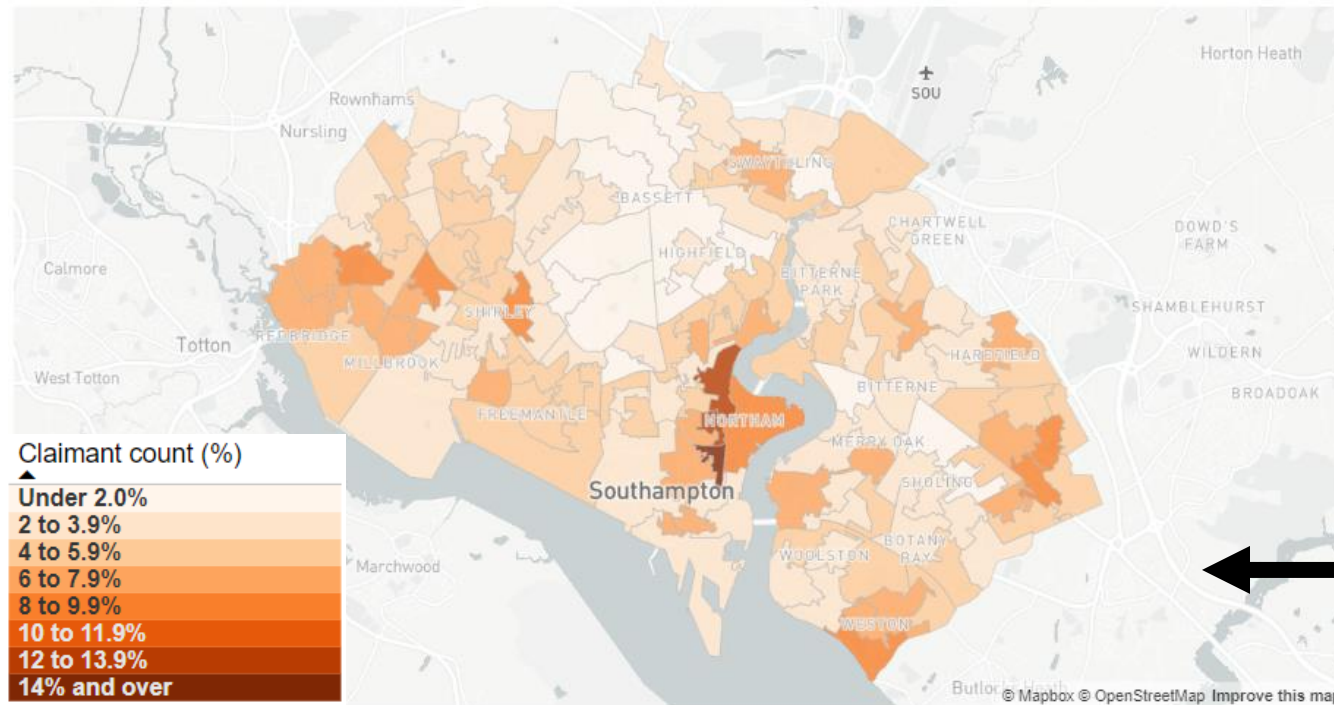 Horton Heath
SOU
Rownhams
Nursling
SWAYTHLING
BASSETT
CHARTWELL
GREEN
DOWD'S
FARM
HIGHFIELD
Calmore
BITTERNE
PARK
SHAMBLEHURST
SHIRLEY
REDBRIDGE
Totton
MILLBROOK
HAREFIELD
WILDERN
West Totton
BITTERNE
BROADOAK
FREEMANTLE
NORTHAM
MERRY OAK
Claimant count (%)
Under 2.0%
2 to 3.9%
4 to 5.9%
6 to 7.9%
8 to 9.9%
10 to 11.9%
12 to 13.9%
14% and over
SHOLING
Southampton
BOTANY
BAY
WOOLSTON
Marchwood
WESTON
Butlocks Heath
© Mapbox © OpenStreetMap Improve this map